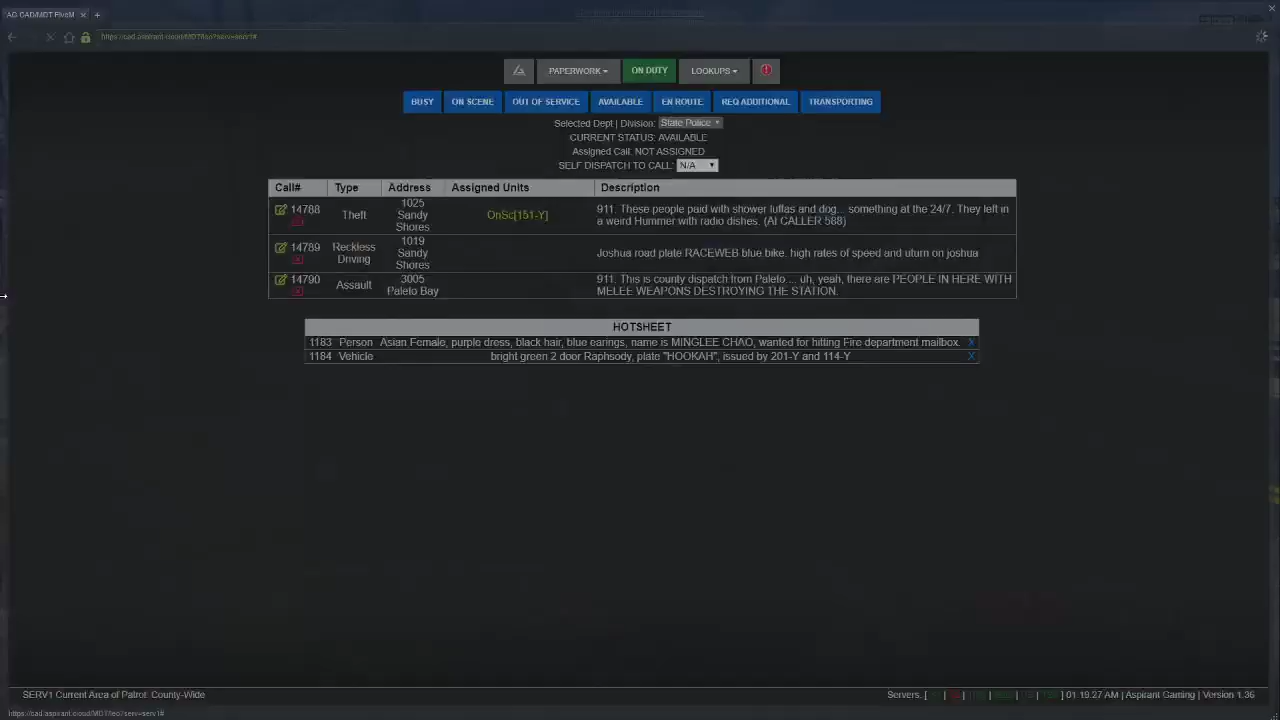 AG CAD/MDT FiveM × +
https://cad.aspirant.cloud/MDT/leo?serv=serv1#
PAPERWORK ON DUTY LOOKUPS
BUSY ON SCENE OUT OF SERVICE AVAILABLE EN ROUTE REQ ADDITIONAL TRANSPORTING
Selected Dept | Division: State Police
CURRENT STATUS: AVAILABLE
Assigned Call: NOT ASSIGNED
SELF DISPATCH TO CALL: N/A
Call# Type Address Assigned Units Description
14788 Theft 1025 Sandy Shores OnSc[151-Y] 911. These people paid with shower luffas and dog... something at the 24/7. They left in
a weird Hummer with radio dishes. (AI CALLER 588)
14789 Reckless Driving 1019 Sandy Shores Joshua road plate RACEWEB blue bike. high rates of speed and uturn on joshua
14790 Assault 3005 Paleto Bay 911. This is county dispatch from Paleto.... uh, yeah, there are PEOPLE IN HERE WITH
MELEE WEAPONS DESTROYING THE STATION.
HOTSHEET
1183 Person Asian Female, purple dress, black hair, blue earings, name is MINGLEE CHAO, wanted for hitting Fire department mailbox. X
1184 Vehicle bright green 2 door Raphsody, plate "HOOKAH", issued by 201-Y and 114-Y X
SERV1 Current Area of Patrol: County-Wide
Servers: [ ] 01:19:27 AM | Aspirant Gaming | Version 1.36
https://cad.aspirant.cloud/MDT/leo?serv=serv1#